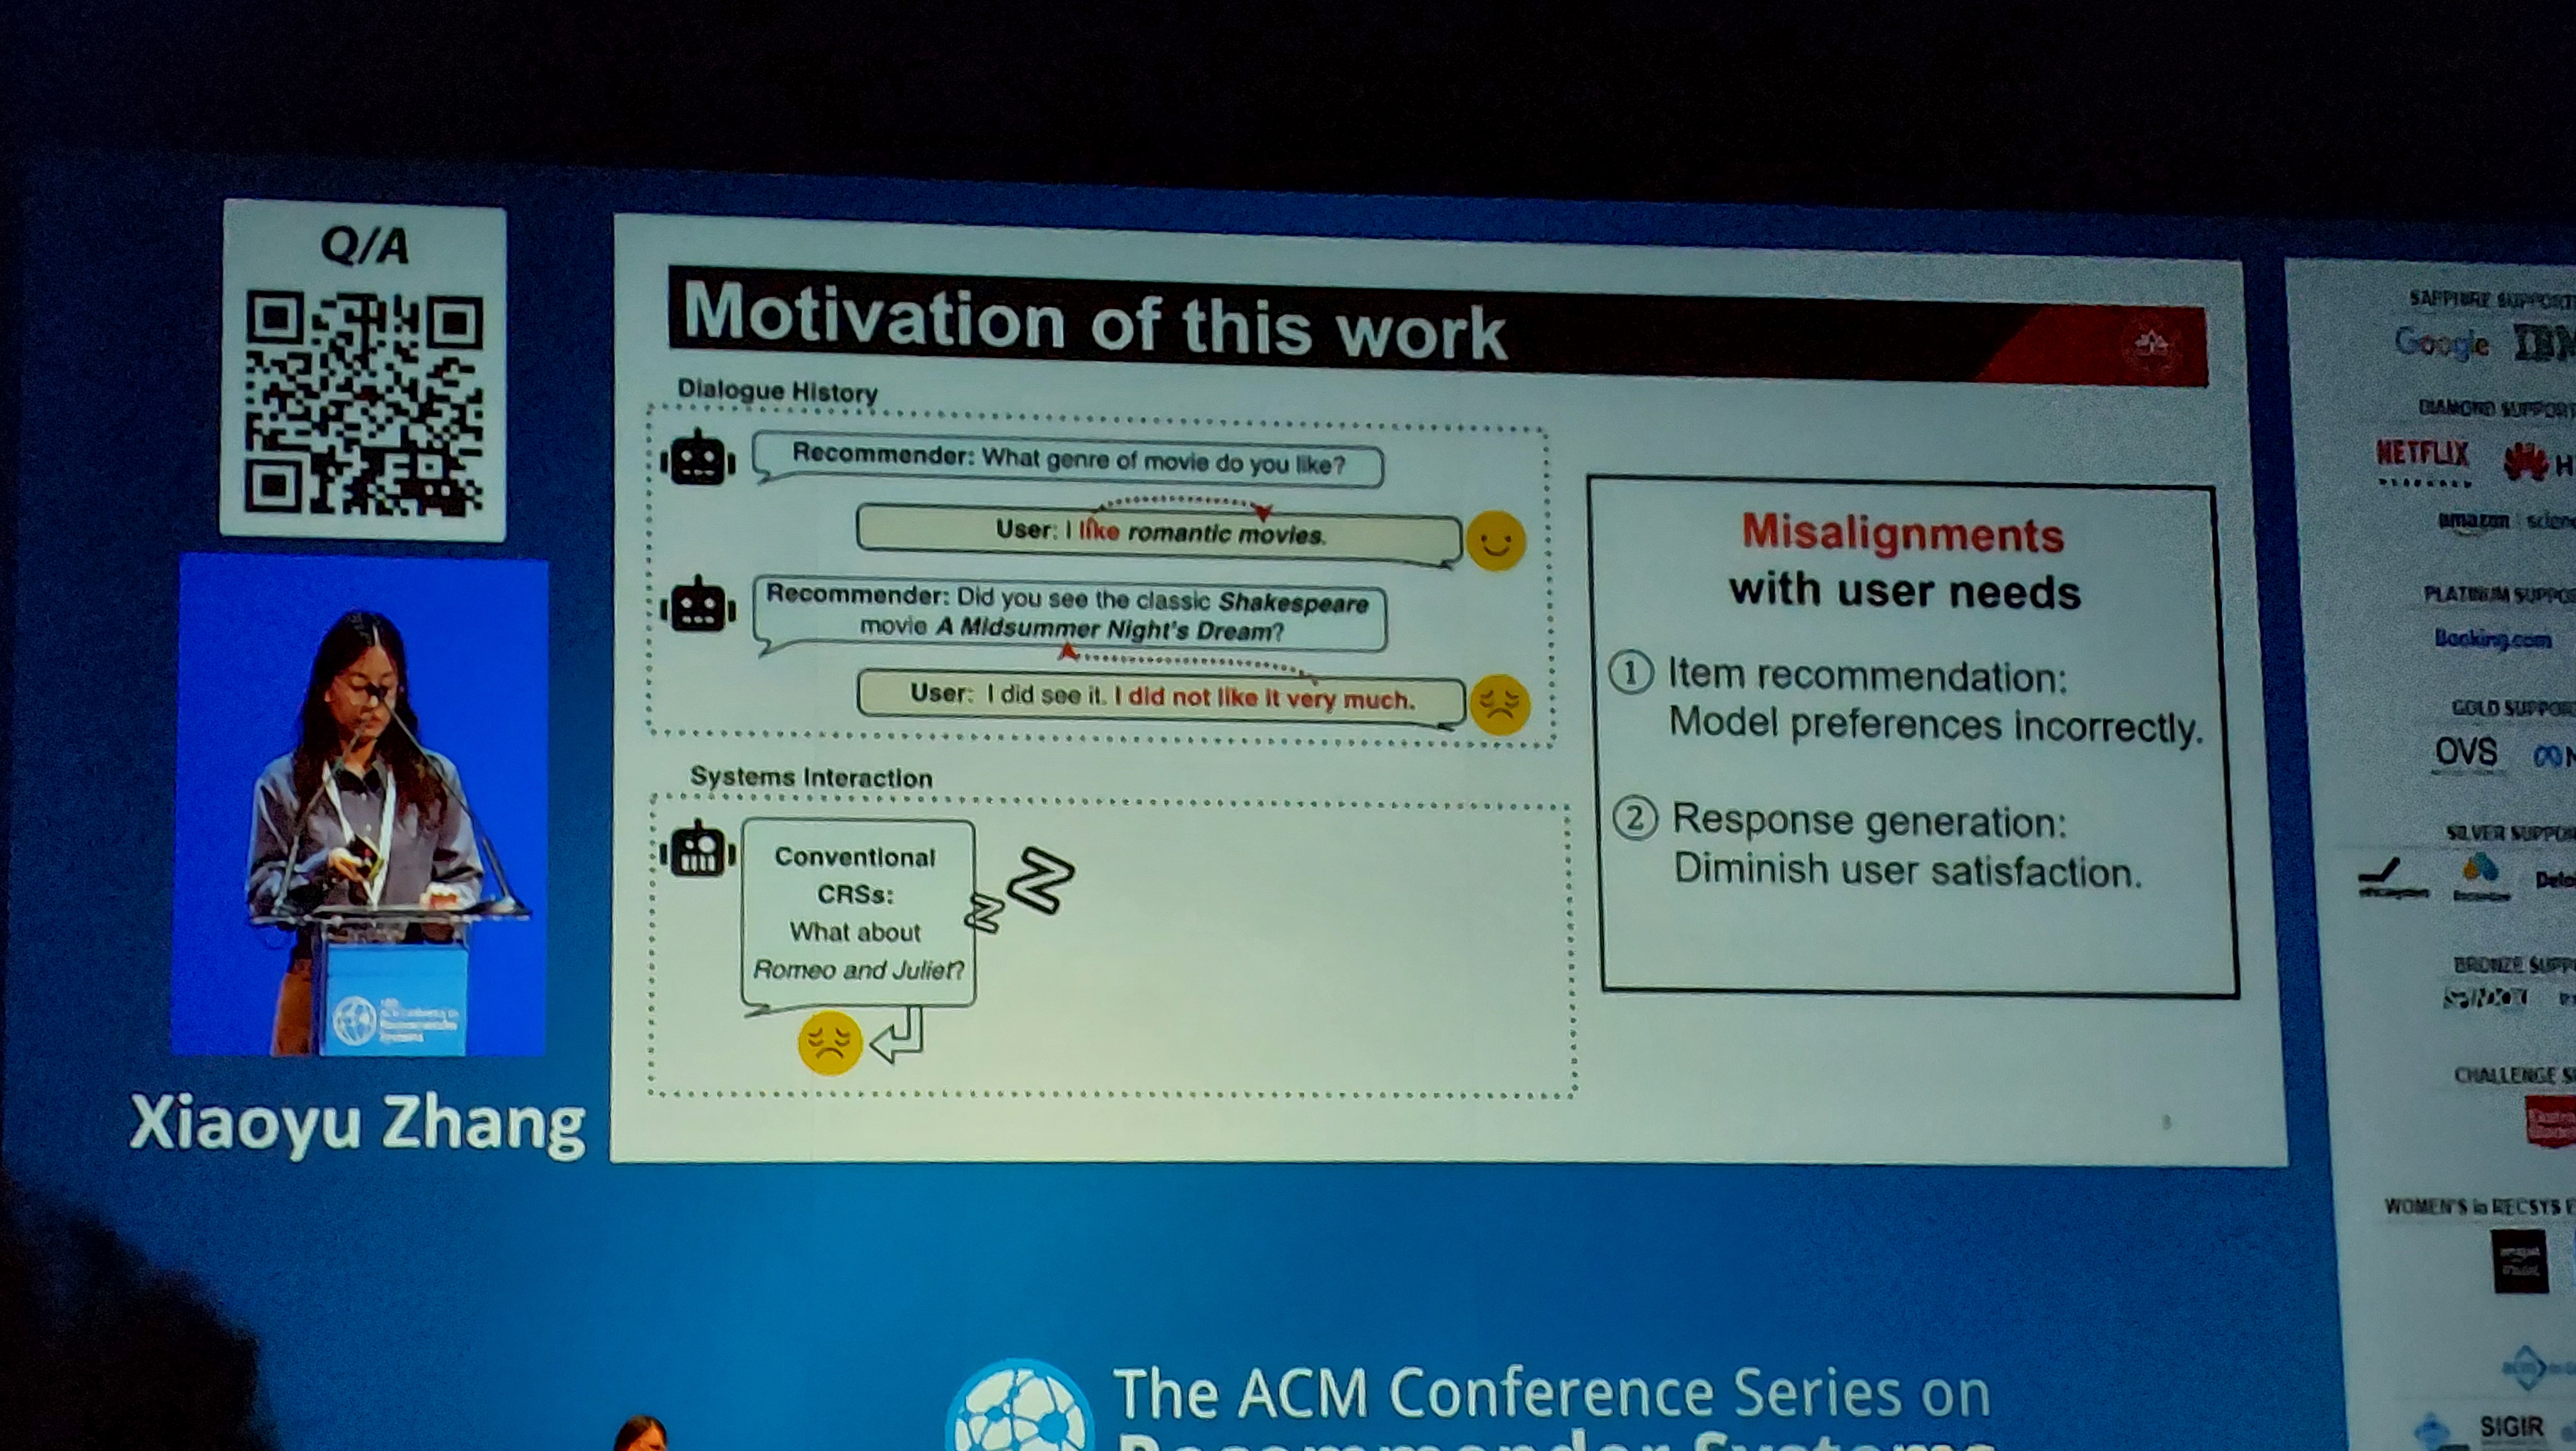 Q/A
Xiaoyu Zhang
Motivation of this work
Dialogue History
Recommender: What genre of movie do you like?
User: I like romantic movies.
Recommender: Did you see the classic Shakespeare
movie A Midsummer Night's Dream?
User: I did see it. I did not like it very much.
Systems Interaction
Conventional
CRSs:
What about
Romeo and Juliet?
Z
Z
Misalignments
with user needs
① Item recommendation:
Model preferences incorrectly.
② Response generation:
Diminish user satisfaction.
The ACM Conference Series on
Recommender Systems
SAPPHIRE SUPPORT
Google IBM
DIAMOND SUPPORT
NETFLIX H
amazon | scien
PLATINUM SUPPO
Booking.com
GOLD SUPPOR
OVS
SILVER SUPPO
BRONZE SUPP
CHALLENGE S
WOMEN'S in RECSYS E
SIGIR